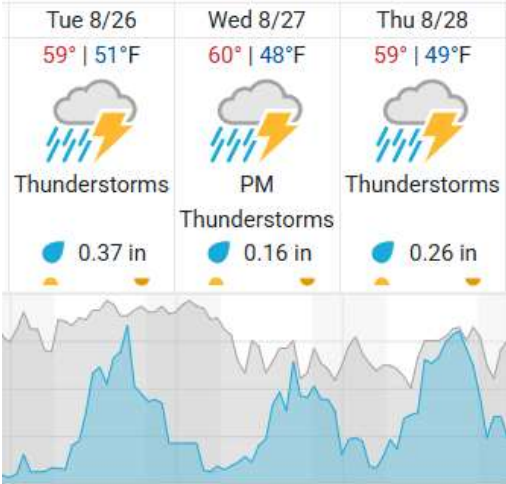 Tue 8/26 Wed 8/27 Thu 8/28
59° | 51°F 60° | 48°F 59° | 49°F
Thunderstorms PM Thunderstorms
Thunderstorms
0.37 in 0.16 in 0.26 in